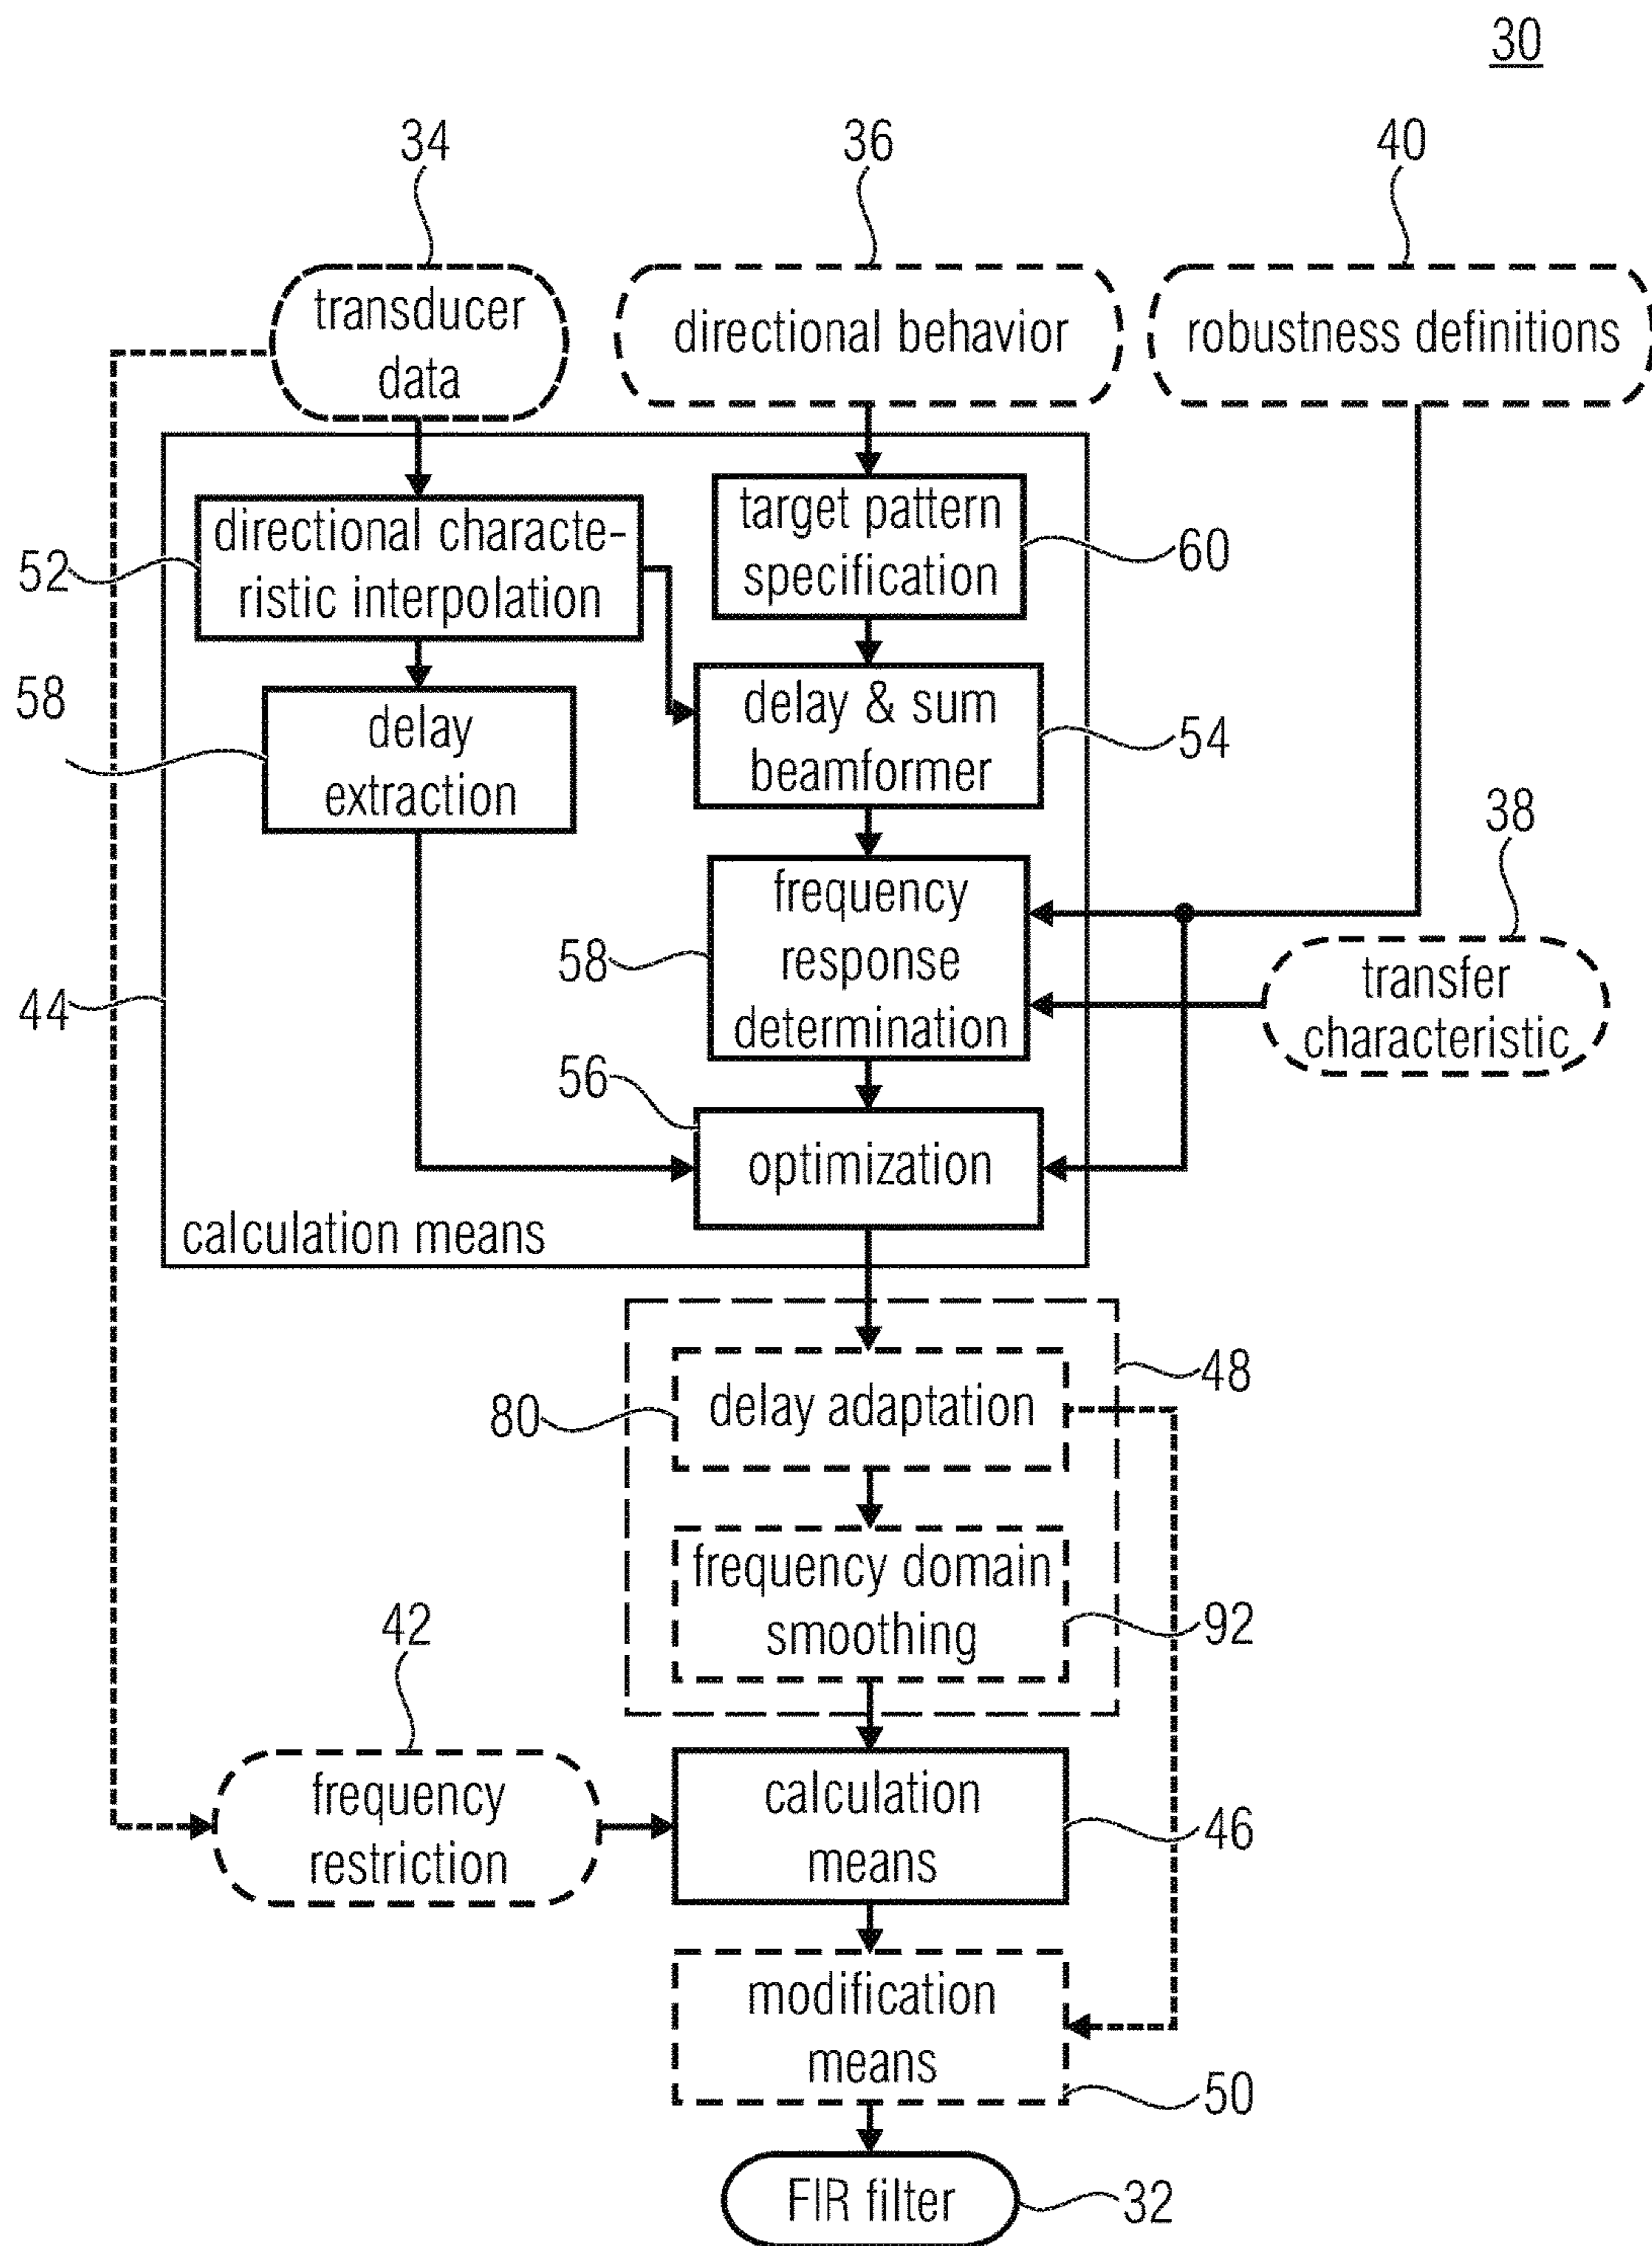 30
34
36
40
transducer
data
directional behavior
robustness definitions
directional characte-
ristic interpolation
52
target pattern
specification
60
58
delay
extraction
delay & sum
beamformer
54
38
frequency
response
determination
58
transfer
characteristic
44
56
optimization
calculation means
48
80
delay adaptation
frequency domain
smoothing
92
42
frequency
restriction
calculation
means
46
modification
means
50
FIR filter
32